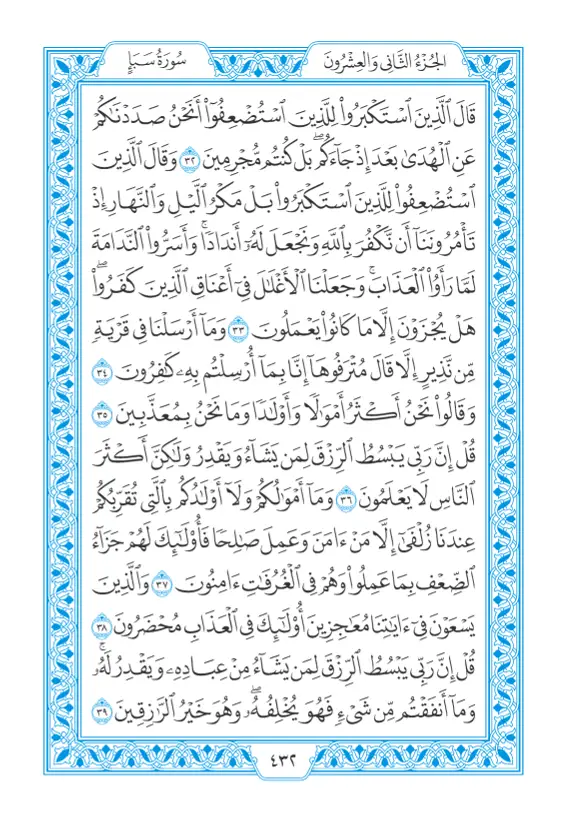 الجُزْءُ الثَّانِي وَالعِشْرُونَ
سُورَةُ سَبَإٍ
قَالَ ٱلَّذِينَ ٱسْتَكْبَرُوا۟ لِلَّذِينَ ٱسْتُضْعِفُوٓا۟ أَنَحْنُ صَدَدْنَٰكُمْ
عَنِ ٱلْهُدَىٰ بَعْدَ إِذْ جَآءَكُم ۖ بَلْ كُنتُم مُّجْرِمِينَ ٣٢ وَقَالَ ٱلَّذِينَ
ٱسْتُضْعِفُوا۟ لِلَّذِينَ ٱسْتَكْبَرُوا۟ بَلْ مَكْرُ ٱلَّيْلِ وَٱلنَّهَارِ إِذْ
تَأْمُرُونَنَآ أَن نَّكْفُرَ بِٱللَّهِ وَنَجْعَلَ لَهُۥٓ أَندَادًا ۚ وَأَسَرُّوا۟ ٱلنَّدَامَةَ
لَمَّا رَأَوُا۟ ٱلْعَذَابَ ۚ وَجَعَلْنَا ٱلْأَغْلَٰلَ فِىٓ أَعْنَاقِ ٱلَّذِينَ كَفَرُوا۟ ۖ
هَلْ يُجْزَوْنَ إِلَّا مَا كَانُوا۟ يَعْمَلُونَ ٣٣ وَمَآ أَرْسَلْنَا فِى قَرْيَةٍ
مِّن نَّذِيرٍ إِلَّا قَالَ مُتْرَفُوهَآ إِنَّا بِمَآ أُرْسِلْتُم بِهِۦ كَٰفِرُونَ ٣٤
وَقَالُوا۟ نَحْنُ أَكْثَرُ أَمْوَٰلًا وَأَوْلَٰدًا وَمَا نَحْنُ بِمُعَذَّبِينَ ٣٥
قُلْ إِنَّ رَبِّى يَبْسُطُ ٱلرِّزْقَ لِمَن يَشَآءُ وَيَقْدِرُ وَلَٰكِنَّ أَكْثَرَ
ٱلنَّاسِ لَا يَعْلَمُونَ ٣٦ وَمَآ أَمْوَٰلُكُمْ وَلَآ أَوْلَٰدُكُم بِٱلَّتِى تُقَرِّبُكُمْ
عِندَنَا زُلْفَىٰٓ إِلَّا مَنْ ءَامَنَ وَعَمِلَ صَٰلِحًا فَأُو۟لَٰٓئِكَ لَهُمْ جَزَآءُ
ٱلضِّعْفِ بِمَا عَمِلُوا۟ وَهُمْ فِى ٱلْغُرُفَٰتِ ءَامِنُونَ ٣٧ وَٱلَّذِينَ
يَسْعَوْنَ فِىٓ ءَايَٰتِنَا مُعَٰجِزِينَ أُو۟لَٰٓئِكَ فِى ٱلْعَذَابِ مُحْضَرُونَ ٣٨
قُلْ إِنَّ رَبِّى يَبْسُطُ ٱلرِّزْقَ لِمَن يَشَآءُ مِنْ عِبَادِهِۦ وَيَقْدِرُ لَهُۥ ۚ
وَمَآ أَنفَقْتُم مِّن شَىْءٍ فَهُوَ يُخْلِفُهُۥ ۖ وَهُوَ خَيْرُ ٱلرَّٰزِقِينَ ٣٩
٤٣٢